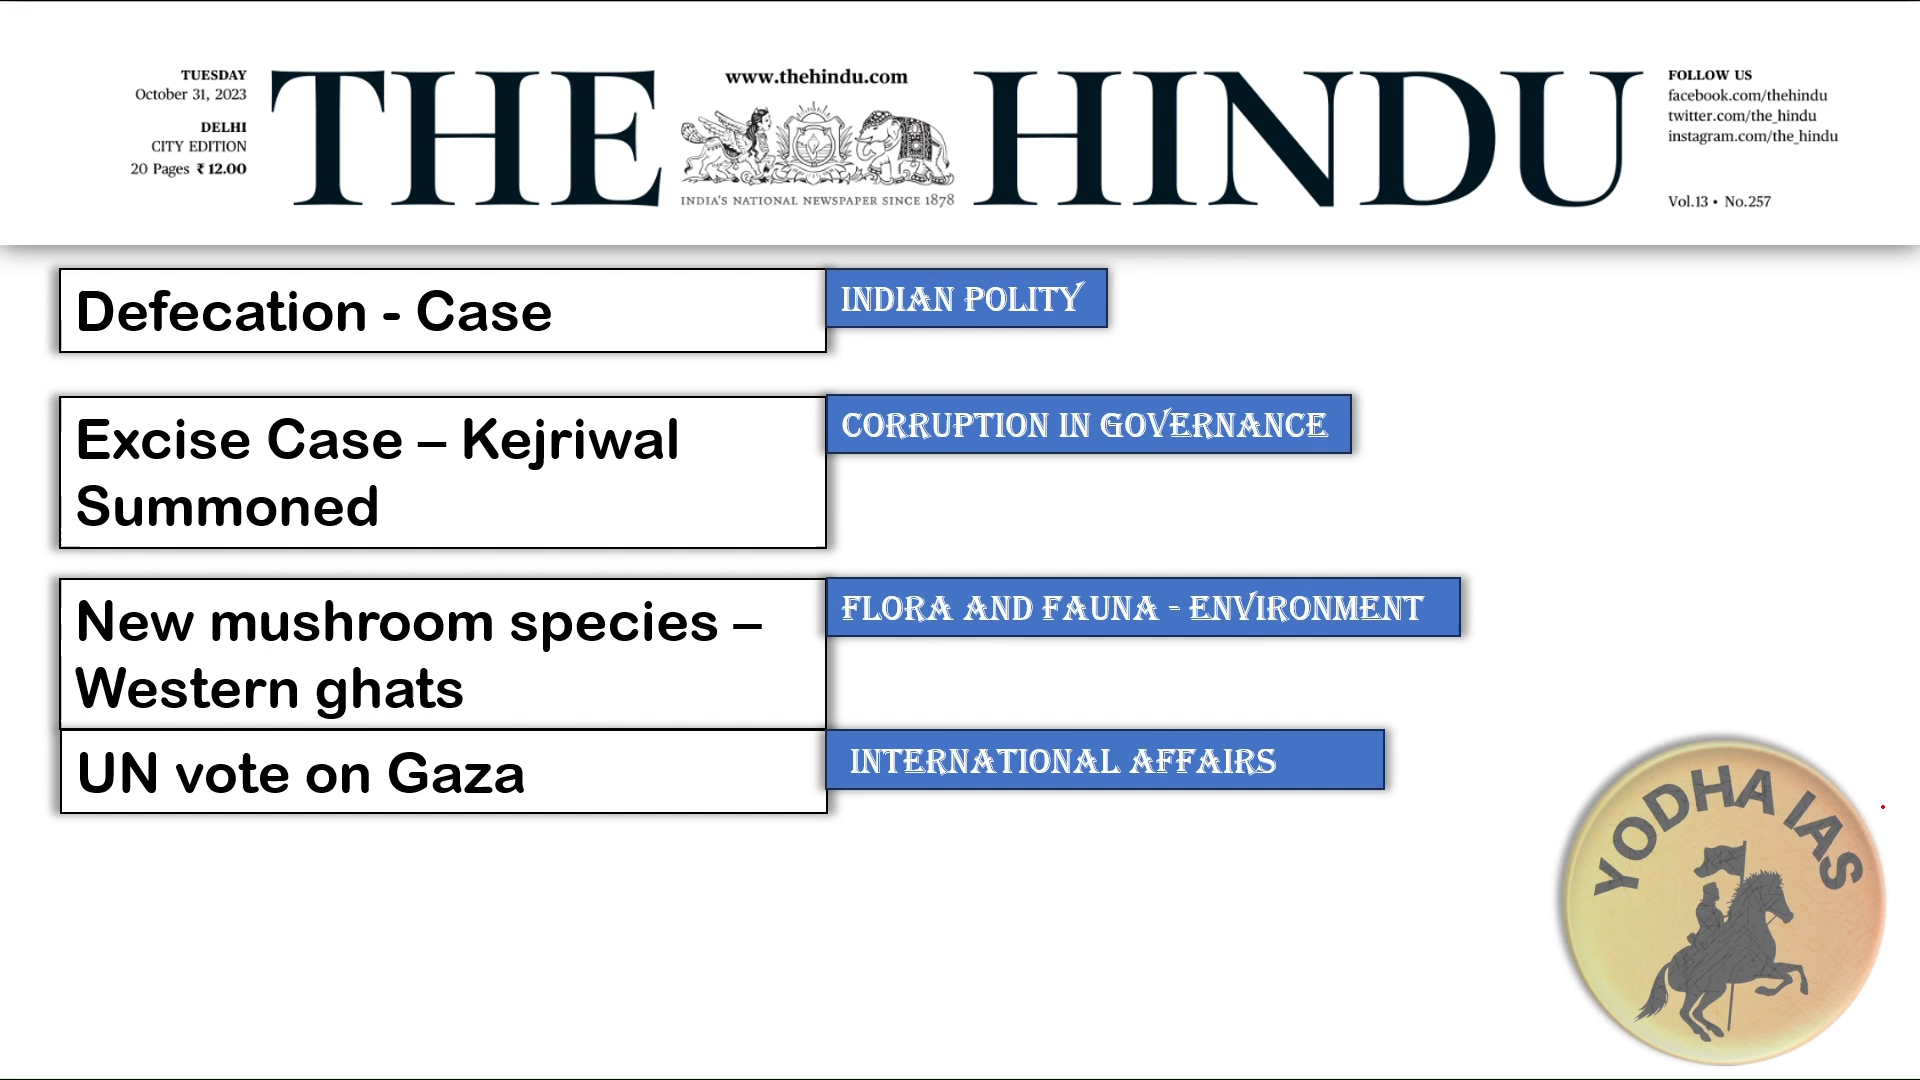 TUESDAY
October 31, 2023
DELHI
CITY EDITION
20 Pages ₹ 12.00
THE HINDU
www.thehindu.com
INDIA'S NATIONAL NEWSPAPER SINCE 1878
FOLLOW US
facebook.com/thehindu
twitter.com/the_hindu
instagram.com/the_hindu
Vol.13 • No.257
Defecation - Case
INDIAN POLITY
Excise Case – Kejriwal
Summoned
CORRUPTION IN GOVERNANCE
New mushroom species –
Western ghats
FLORA AND FAUNA - ENVIRONMENT
UN vote on Gaza
INTERNATIONAL AFFAIRS
YODHA IAS